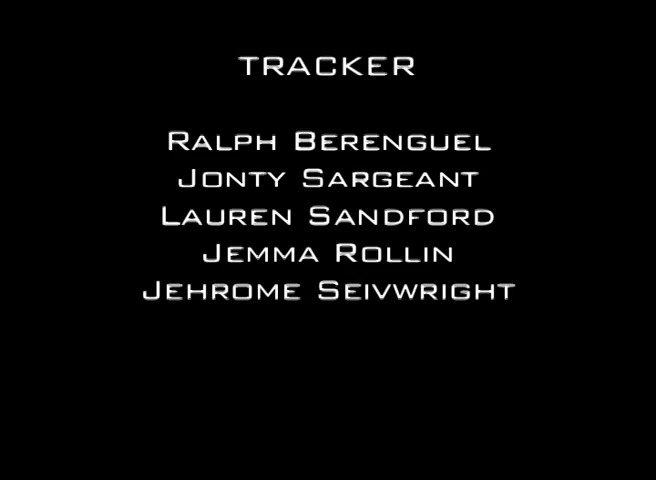 TRACKER
RALPH BERENGUEL
JONTY SARGEANT
LAUREN SANDFORD
JEMMA ROLLIN
JEHROME SEIVWRIGHT